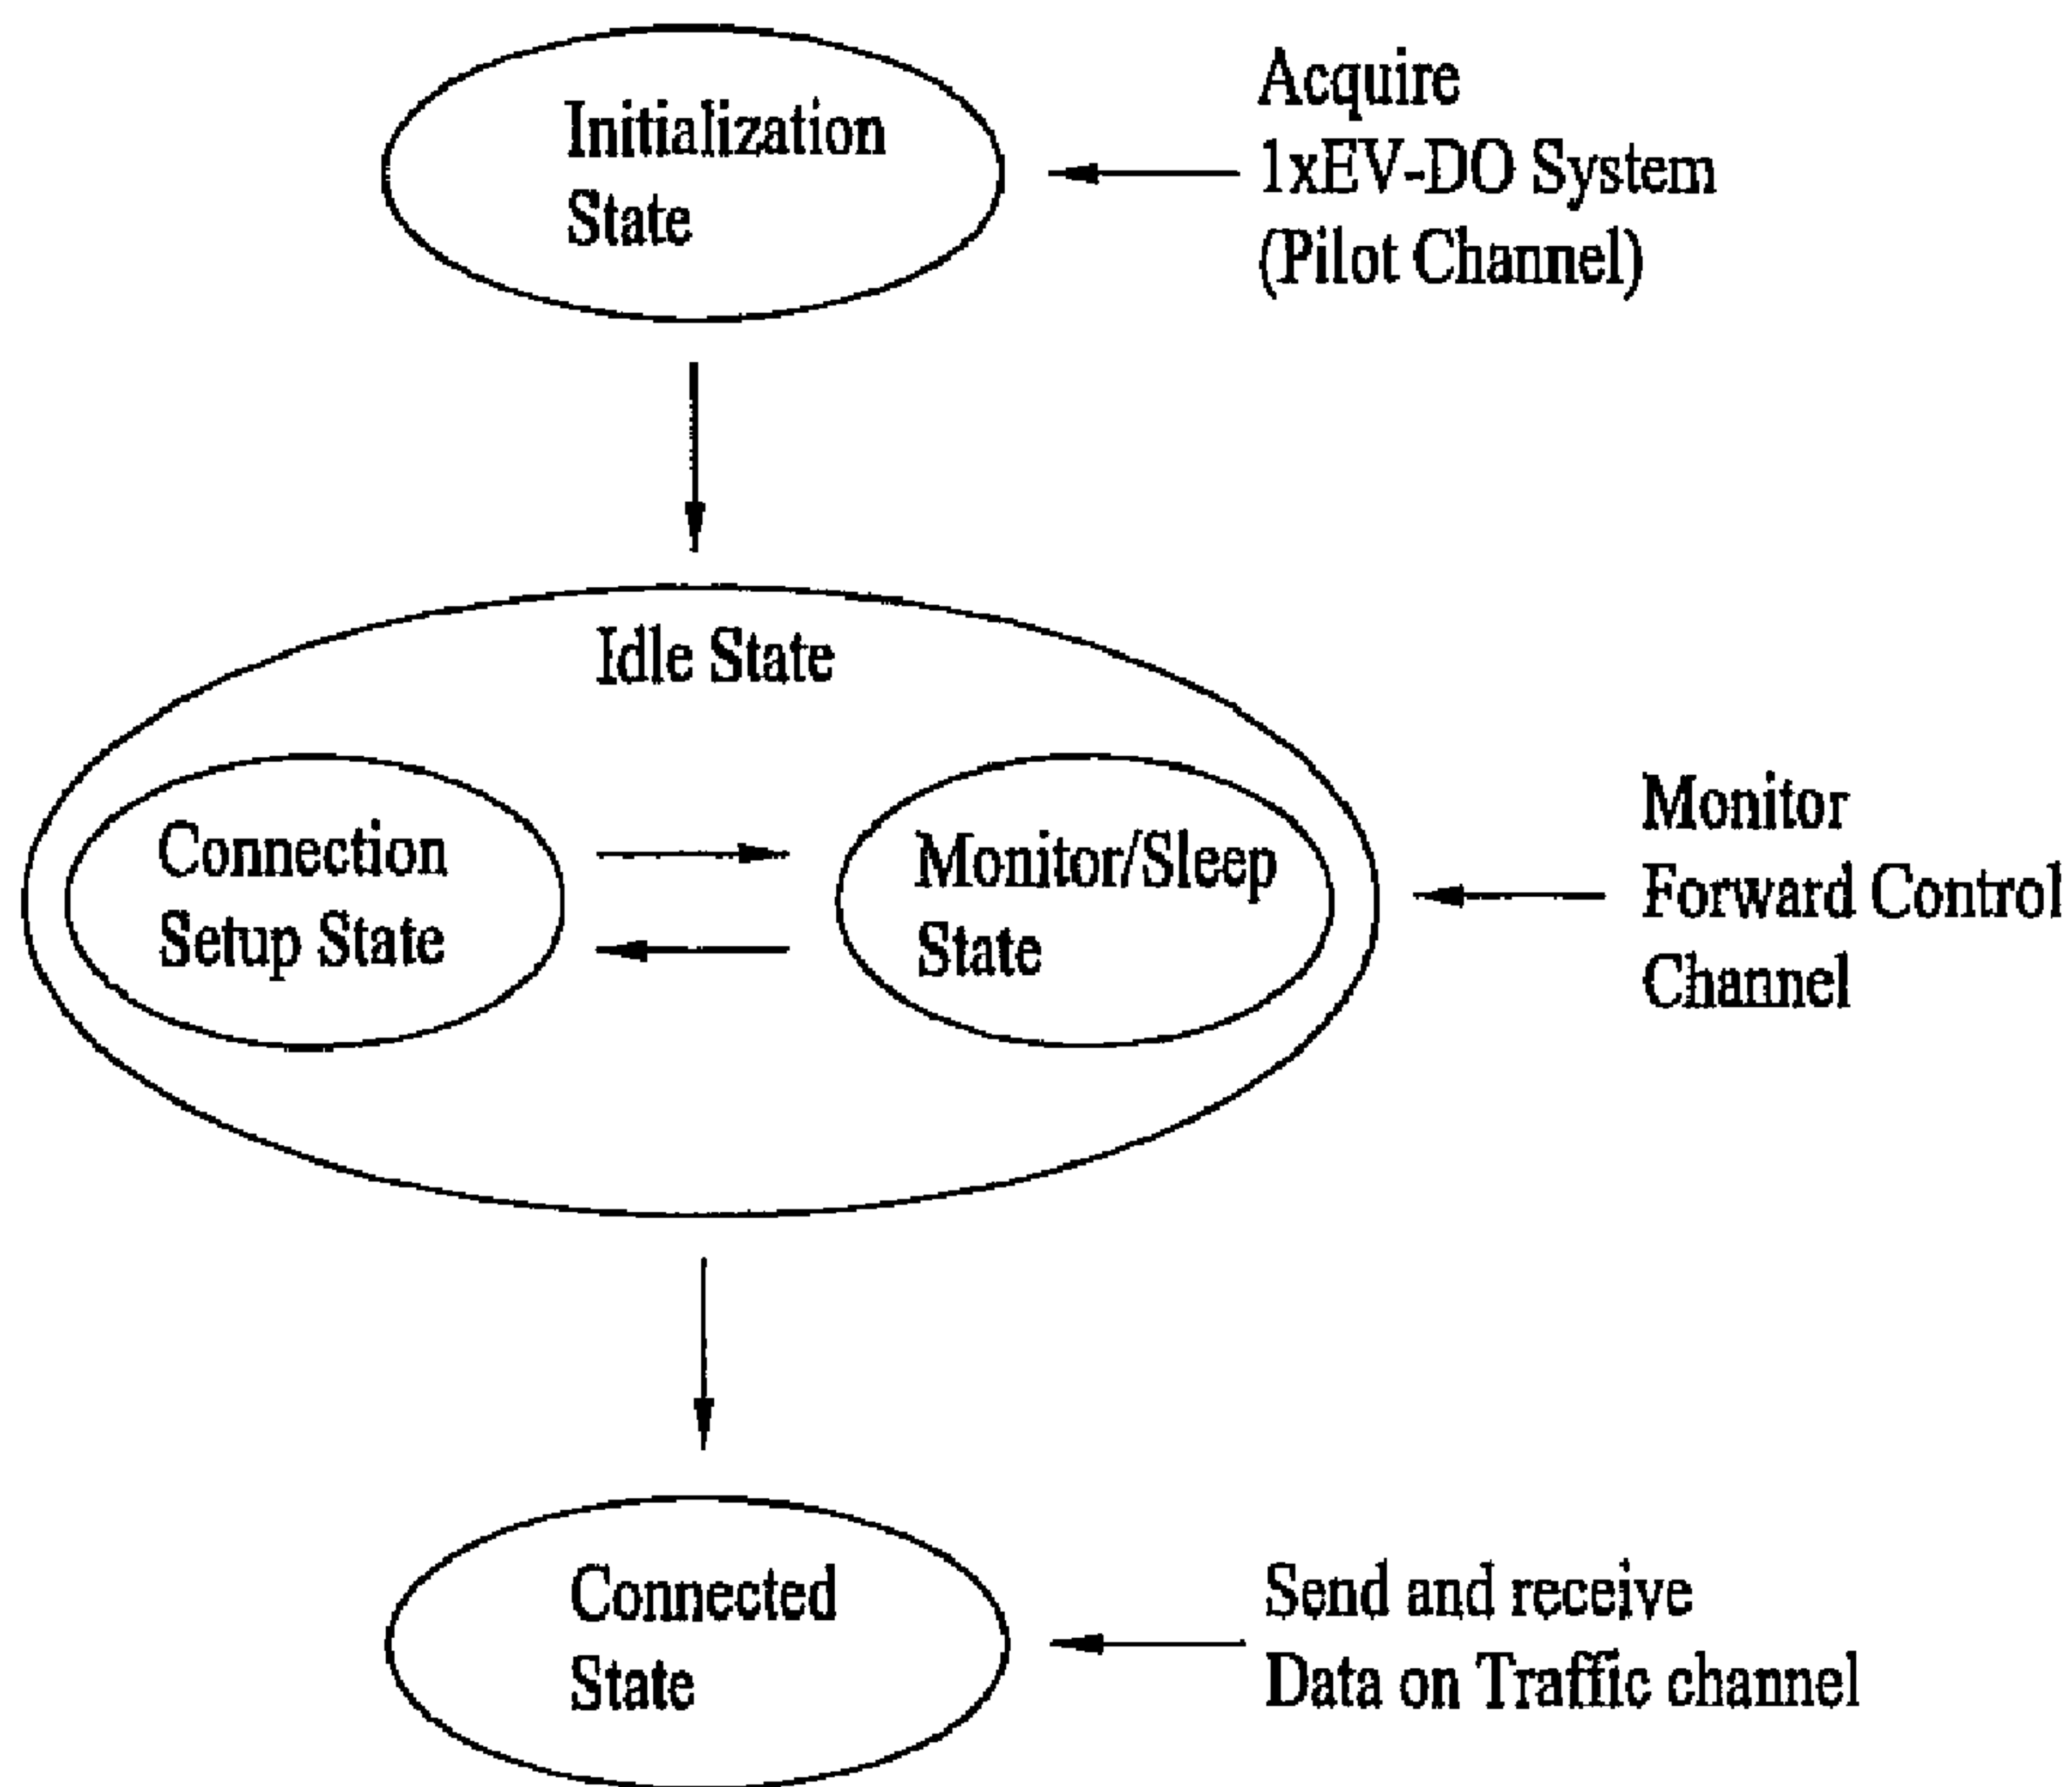 Initialization
State
Acquire
1xEV-DO System
(Pilot Channel)
Idle State
Connection
Setup State
Monitor/Sleep
State
Monitor
Forward Control
Channel
Connected
State
Send and receive
Data on Traffic channel